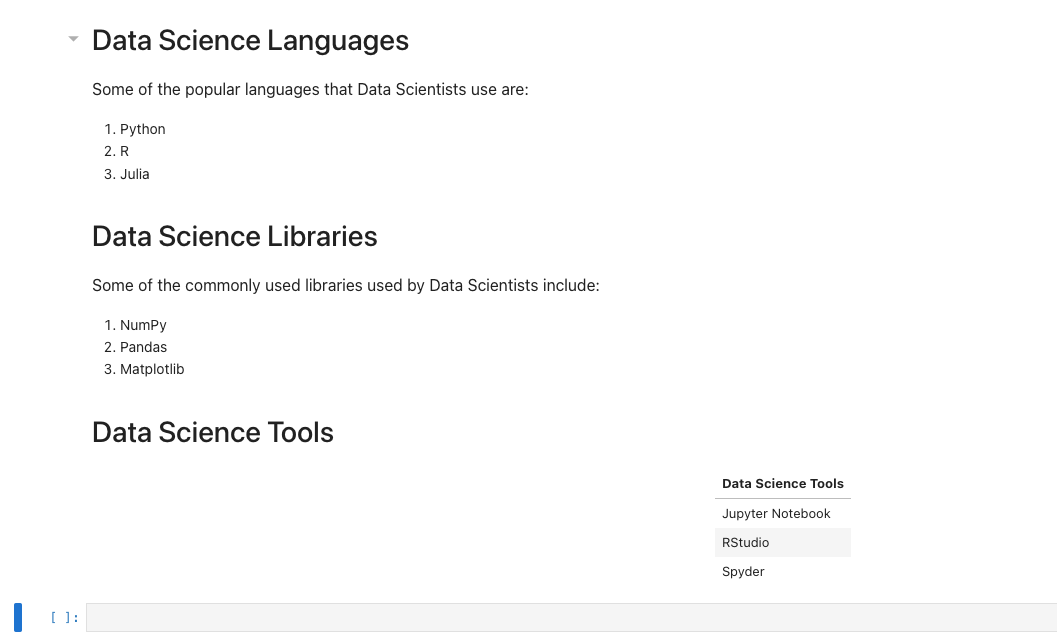 Data Science Languages
Some of the popular languages that Data Scientists use are:
1. Python
2. R
3. Julia
Data Science Libraries
Some of the commonly used libraries used by Data Scientists include:
1. NumPy
2. Pandas
3. Matplotlib
Data Science Tools
Data Science Tools
Jupyter Notebook
RStudio
Spyder
[ ]: